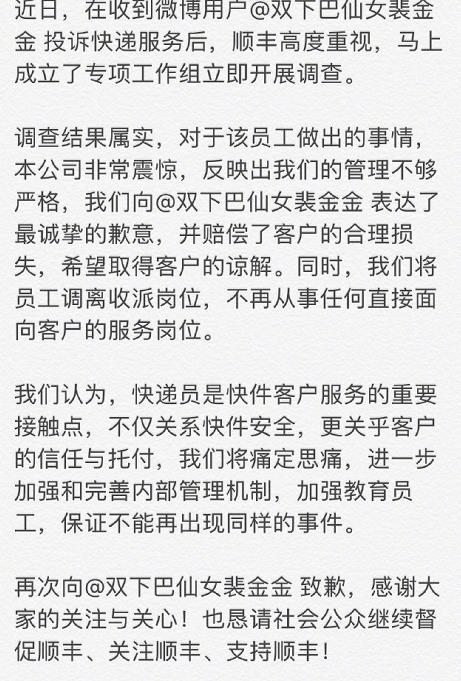 近日，在收到微博用户@双下巴仙女裴金
金 投诉快递服务后，顺丰高度重视，马上
成立了专项工作组立即开展调查。
调查结果属实，对于该员工做出的事情，
本公司非常震惊，反映出我们的管理不够
严格，我们向@双下巴仙女裴金金 表达了
最诚挚的歉意，并赔偿了客户的合理损
失，希望取得客户的谅解。同时，我们将
员工调离收派岗位，不再从事任何直接面
向客户的服务岗位。
我们认为，快递员是快件客户服务的重要
接触点，不仅关系快件安全，更关乎客户
的信任与托付，我们将痛定思痛，进一步
加强和完善内部管理机制，加强教育员
工，保证不能再出现同样的事件。
再次向@双下巴仙女裴金金 致歉，感谢大
家的关注与关心！也恳请社会公众继续督
促顺丰、关注顺丰、支持顺丰！